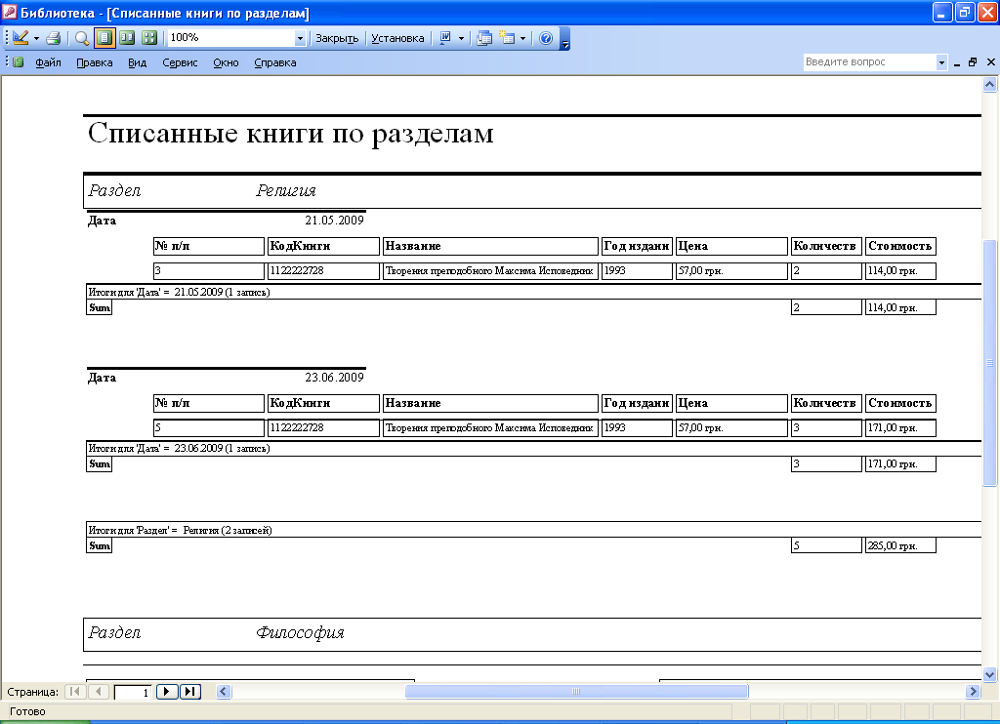 Библиотека - [Списанные книги по разделам]
100% Закрыть Установка
Файл Правка Вид Сервис Окно Справка Введите вопрос
Списанные книги по разделам
Раздел Религия
Дата 21.05.2009
№ п/п КодКниги Название Год издани Цена Количеств Стоимость
3 1122222728 Творения преподобного Максима Исповедник 1993 57,00 грн. 2 114,00 грн.
Итоги для 'Дата' = 21.05.2009 (1 запись)
Sum 2 114,00 грн.
Дата 23.06.2009
№ п/п КодКниги Название Год издани Цена Количеств Стоимость
5 1122222728 Творения преподобного Максима Исповедник 1993 57,00 грн. 3 171,00 грн.
Итоги для 'Дата' = 23.06.2009 (1 запись)
Sum 3 171,00 грн.
Итоги для 'Раздел' = Религия (2 записей)
Sum 5 285,00 грн.
Раздел Философия
Страница: 1
Готово